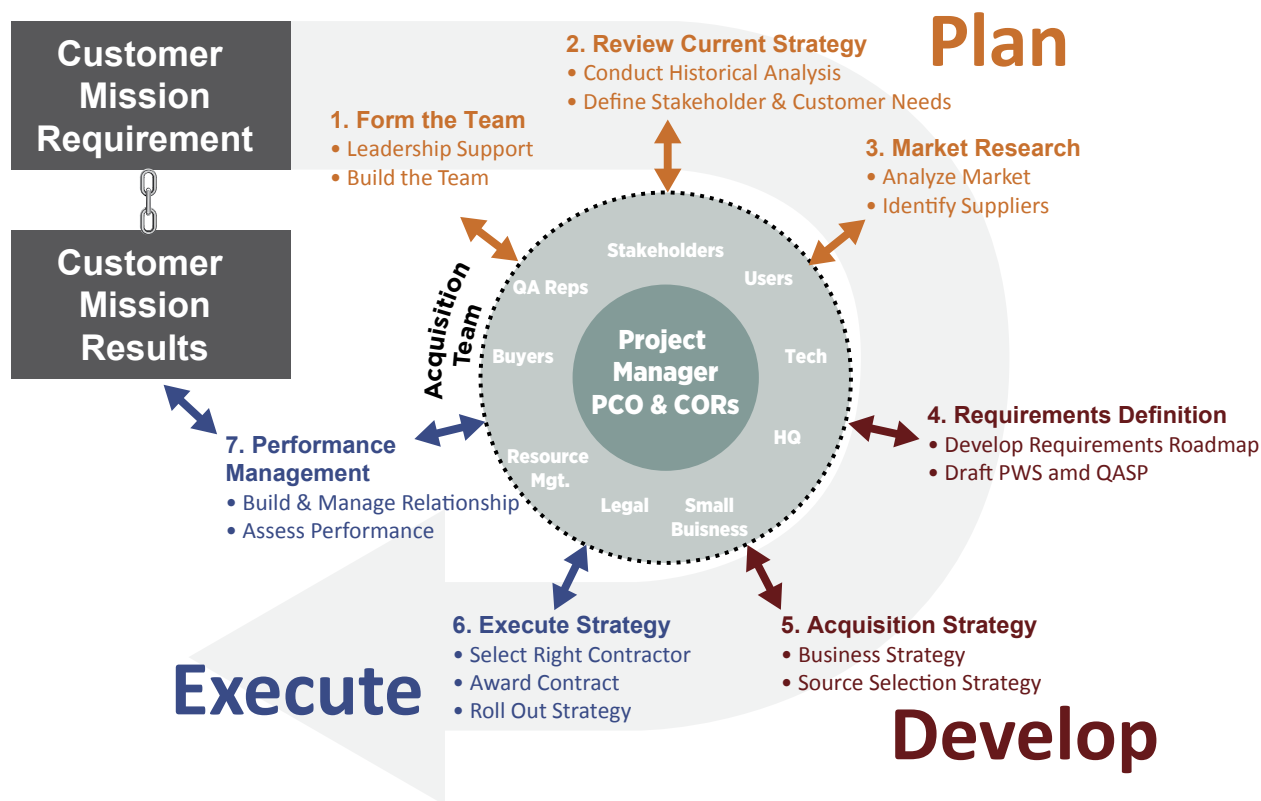 Customer
Mission
Requirement
Customer
Mission
Results
Plan
1. Form the Team
• Leadership Support
• Build the Team
2. Review Current Strategy
• Conduct Historical Analysis
• Define Stakeholder & Customer Needs
3. Market Research
• Analyze Market
• Identify Suppliers
Acquisition
Team
Stakeholders
Users
Tech
HQ
Small
Buisness
Legal
Resource
Mgt.
Buyers
QA Reps
Project
Manager
PCO & CORs
4. Requirements Definition
• Develop Requirements Roadmap
• Draft PWS amd QASP
5. Acquisition Strategy
• Business Strategy
• Source Selection Strategy
Develop
6. Execute Strategy
• Select Right Contractor
• Award Contract
• Roll Out Strategy
Execute
7. Performance
Management
• Build & Manage Relationship
• Assess Performance